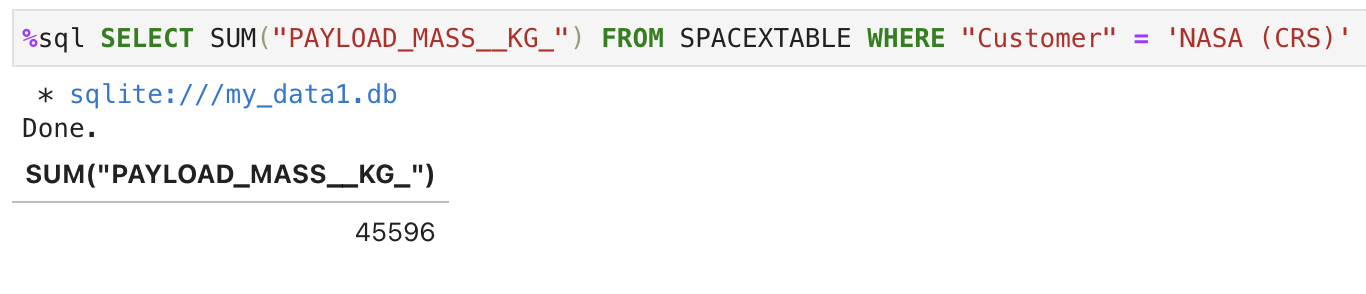 %sql SELECT SUM("PAYLOAD_MASS__KG_") FROM SPACEXTABLE WHERE "Customer" = 'NASA (CRS)'
* sqlite:///my_data1.db
Done.
SUM("PAYLOAD_MASS__KG_")
45596